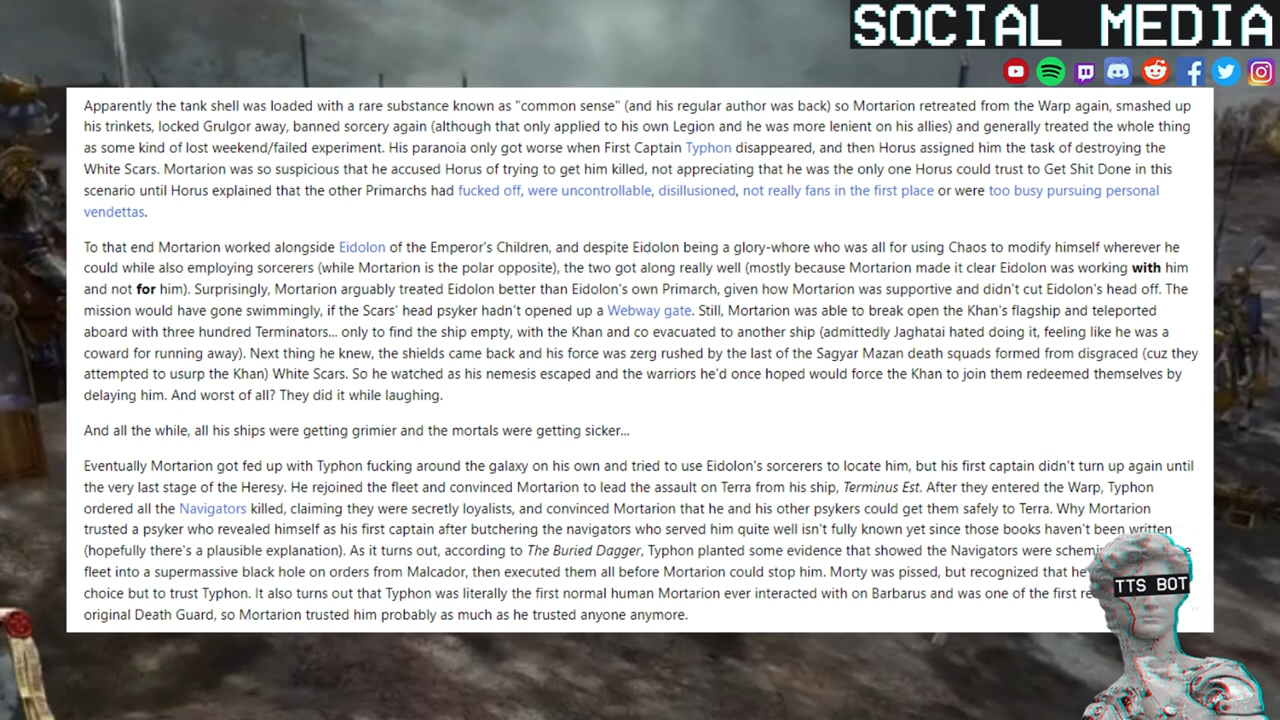 SOCIAL MEDIA
Apparently the tank shell was loaded with a rare substance known as "common sense" (and his regular author was back) so Mortarion retreated from the Warp again, smashed up
his trinkets, locked Grulgor away, banned sorcery again (although that only applied to his own Legion and he was more lenient on his allies) and generally treated the whole thing
as some kind of lost weekend/failed experiment. His paranoia only got worse when First Captain Typhon disappeared, and then Horus assigned him the task of destroying the
White Scars. Mortarion was so suspicious that he accused Horus of trying to get him killed, not appreciating that he was the only one Horus could trust to Get Shit Done in this
scenario until Horus explained that the other Primarchs had fucked off, were uncontrollable, disillusioned, not really fans in the first place or were too busy pursuing personal
vendettas.
To that end Mortarion worked alongside Eidolon of the Emperor's Children, and despite Eidolon being a glory-whore who was all for using Chaos to modify himself wherever he
could while also employing sorcerers (while Mortarion is the polar opposite), the two got along really well (mostly because Mortarion made it clear Eidolon was working with him
and not for him). Surprisingly, Mortarion arguably treated Eidolon better than Eidolon's own Primarch, given how Mortarion was supportive and didn't cut Eidolon's head off. The
mission would have gone swimmingly, if the Scars' head psyker hadn't opened up a Webway gate. Still, Mortarion was able to break open the Khan's flagship and teleported
aboard with three hundred Terminators... only to find the ship empty, with the Khan and co evacuated to another ship (admittedly Jaghatai hated doing it, feeling like he was a
coward for running away). Next thing he knew, the shields came back and his force was zerg rushed by the last of the Sagyar Mazan death squads formed from disgraced (cuz they
attempted to usurp the Khan) White Scars. So he watched as his nemesis escaped and the warriors he'd once hoped would force the Khan to join them redeemed themselves by
delaying him. And worst of all? They did it while laughing.
And all the while, all his ships were getting grimier and the mortals were getting sicker...
Eventually Mortarion got fed up with Typhon fucking around the galaxy on his own and tried to use Eidolon's sorcerers to locate him, but his first captain didn't turn up again until
the very last stage of the Heresy. He rejoined the fleet and convinced Mortarion to lead the assault on Terra from his ship, Terminus Est. After they entered the Warp, Typhon
ordered all the Navigators killed, claiming they were secretly loyalists, and convinced Mortarion that he and his other psykers could get them safely to Terra. Why Mortarion
trusted a psyker who revealed himself as his first captain after butchering the navigators who served him quite well isn't fully known yet since those books haven't been written
(hopefully there's a plausible explanation). As it turns out, according to The Buried Dagger, Typhon planted some evidence that showed the Navigators were
fleet into a supermassive black hole on orders from Malcador, then executed them all before Mortarion could stop him. Morty was pissed, but recognized that he
choice but to trust Typhon. It also turns out that Typhon was literally the first normal human Mortarion ever interacted with on Barbarus and was one of the first
original Death Guard, so Mortarion trusted him probably as much as he trusted anyone anymore.
TTS BOT